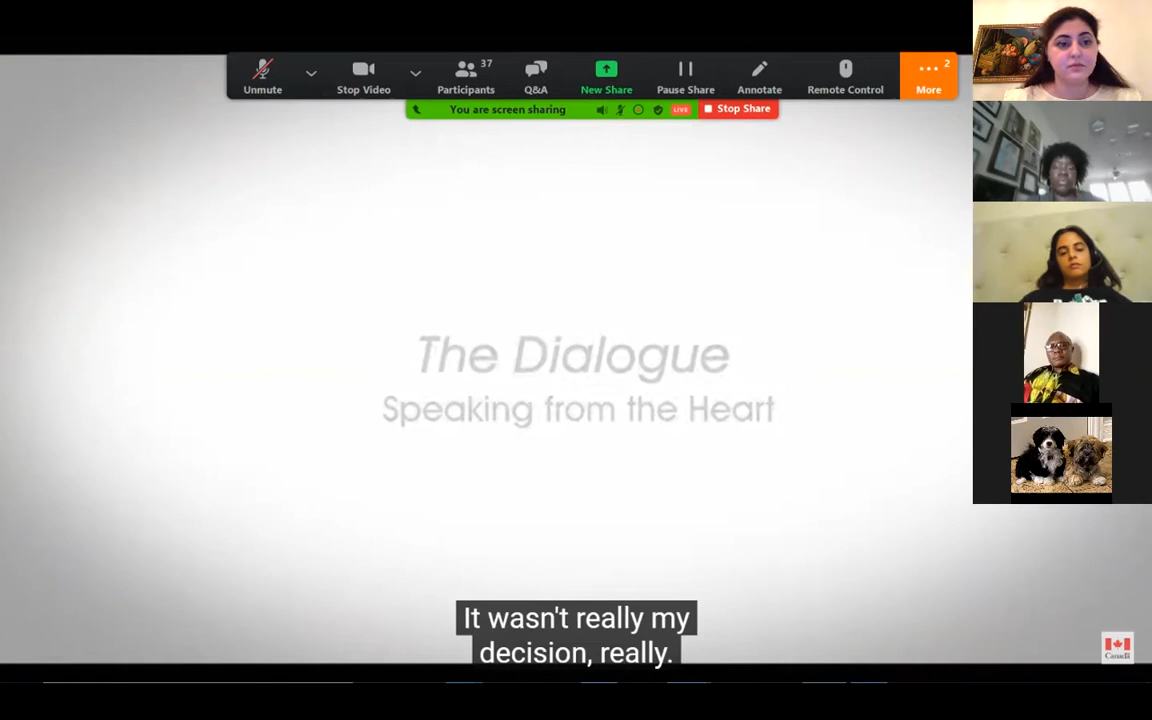 37
2
Unmute
Stop Video
Participants
Q&A
New Share
Pause Share
Annotate
Remote Control
More
You are screen sharing
LIVE
Stop Share
The Dialogue
Speaking from the Heart
It wasn't really my
decision, really.
Canada